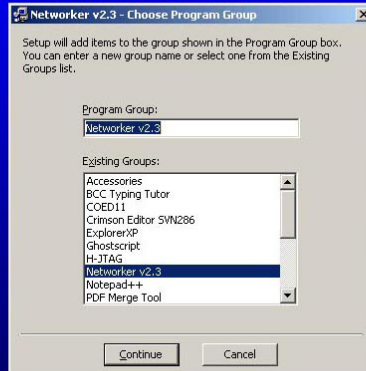 Networker v2.3 - Choose Program Group
Setup will add items to the group shown in the Program Group box.
You can enter a new group name or select one from the Existing
Groups list.
Program Group:
Networker v2.3
Existing Groups:
Accessories
BCC Typing Tutor
COED11
Crimson Editor SVN286
ExplorerXP
Ghostscript
H-JTAG
Networker v2.3
Notepad++
PDF Merge Tool
Continue
Cancel